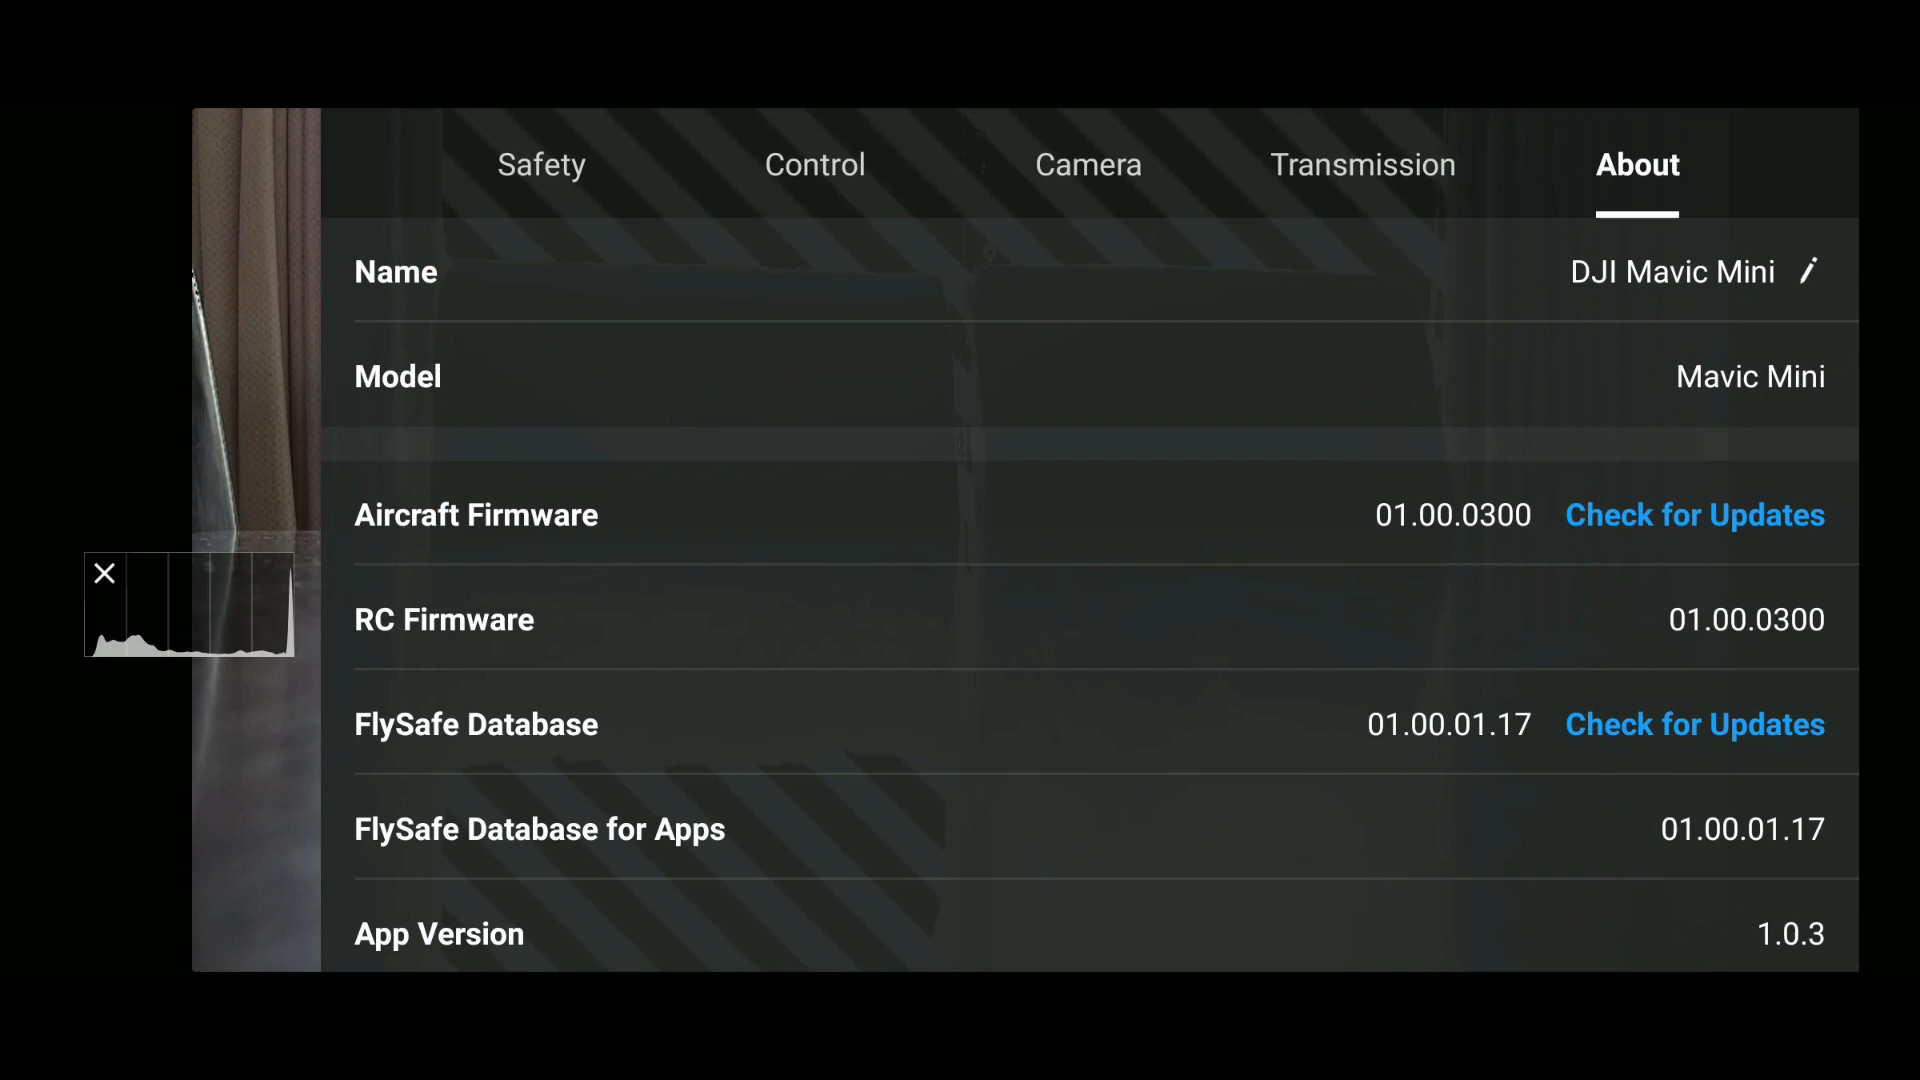 Safety Control Camera Transmission About
Name DJI Mavic Mini
Model Mavic Mini
Aircraft Firmware 01.00.0300 Check for Updates
RC Firmware 01.00.0300
FlySafe Database 01.00.01.17 Check for Updates
FlySafe Database for Apps 01.00.01.17
App Version 1.0.3